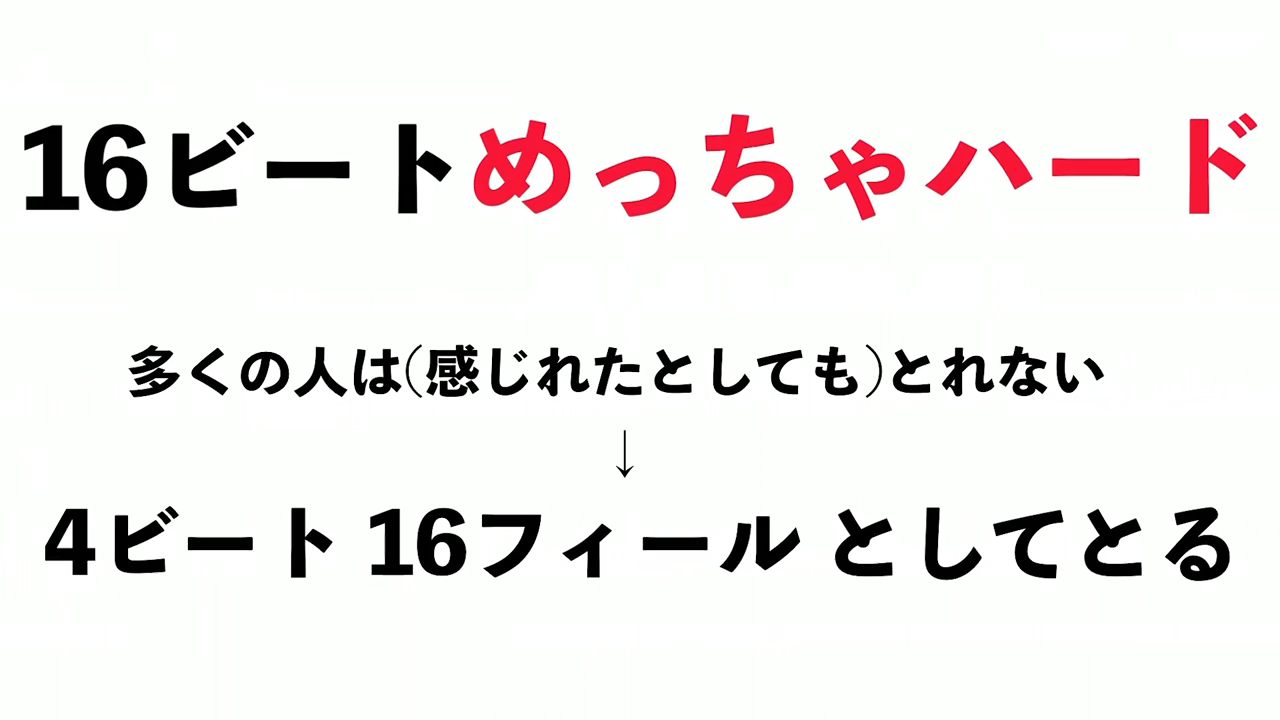 16ビートめっちゃハード
多くの人は(感じれたとしても)とれない
↓
4ビート 16フィール としてとる